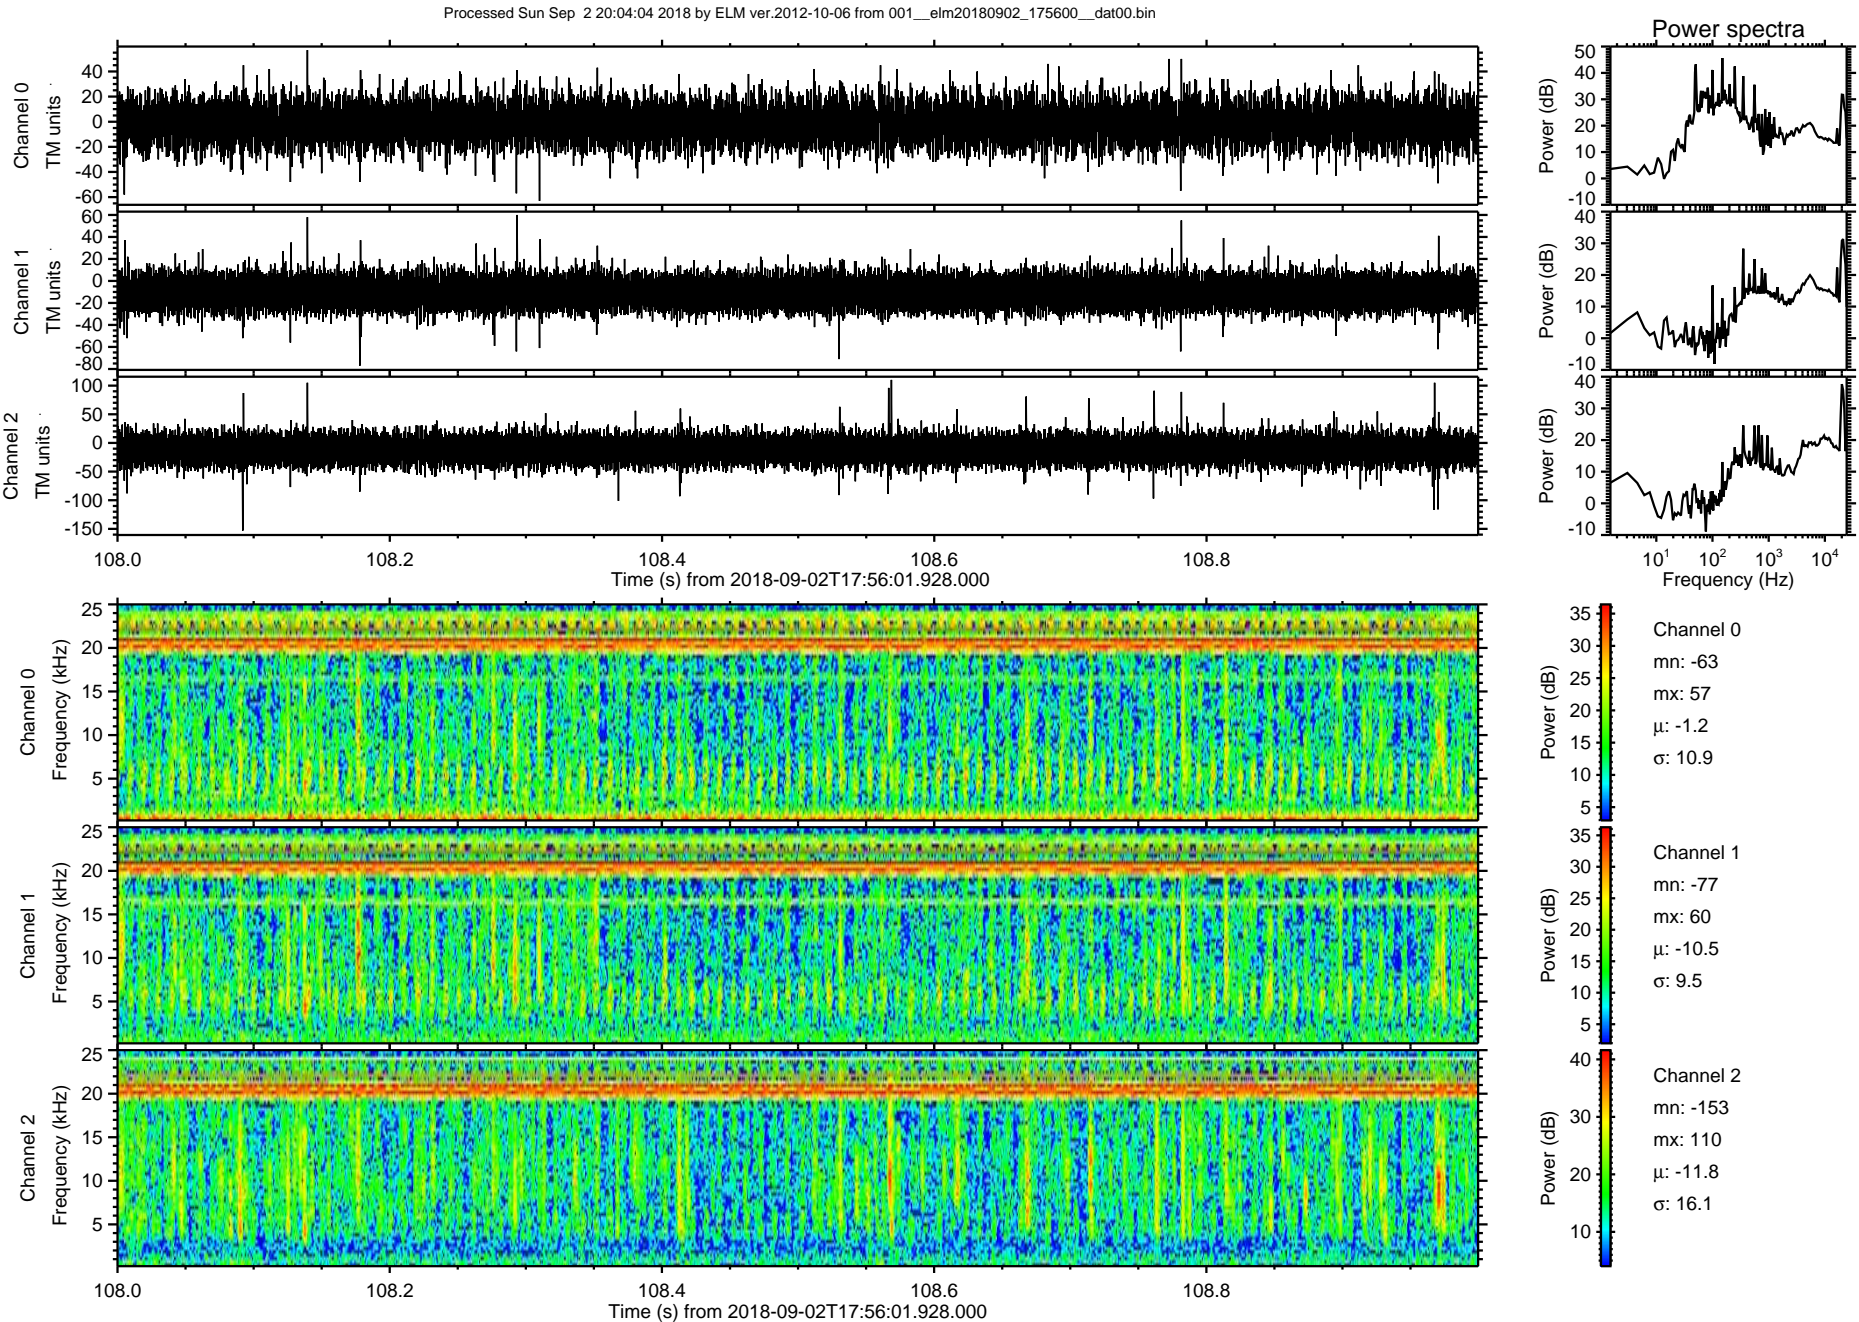 Processed Sun Sep  2 20:04:04 2018 by ELM ver.2012-10-06 from 001__elm20180902_175600__dat00.bin
Power spectra
Channel 0
TM units
40
20
0
-20
-40
-60
Power (dB)
50
40
30
20
10
0
-10
Channel 1
TM units
60
40
20
0
-20
-40
-60
-80
Power (dB)
40
30
20
10
0
-10
Channel 2
TM units
100
50
0
-50
-100
-150
Power (dB)
40
30
20
10
0
-10
108.0 108.2 108.4 108.6 108.8
Time (s) from 2018-09-02T17:56:01.928.000
10^1 10^2 10^3 10^4
Frequency (Hz)
Channel 0
Frequency (kHz)
25
20
15
10
5
Power (dB)
35
30
25
20
15
10
5
Channel 0
mn: -63
mx: 57
µ: -1.2
σ: 10.9
Channel 1
Frequency (kHz)
25
20
15
10
5
Power (dB)
35
30
25
20
15
10
5
Channel 1
mn: -77
mx: 60
µ: -10.5
σ: 9.5
Channel 2
Frequency (kHz)
25
20
15
10
5
Power (dB)
40
30
20
10
Channel 2
mn: -153
mx: 110
µ: -11.8
σ: 16.1
108.0 108.2 108.4 108.6 108.8
Time (s) from 2018-09-02T17:56:01.928.000